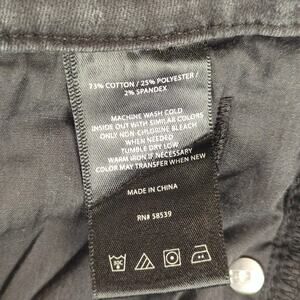 73% COTTON / 25% POLYESTER /
2% SPANDEX
MACHINE WASH COLD
INSIDE OUT WITH SIMILAR COLORS
ONLY NON-CHLORINE BLEACH
WHEN NEEDED
TUMBLE DRY LOW
WARM IRON IF NECESSARY
COLOR MAY TRANSFER WHEN NEW
MADE IN CHINA
RN# 58539